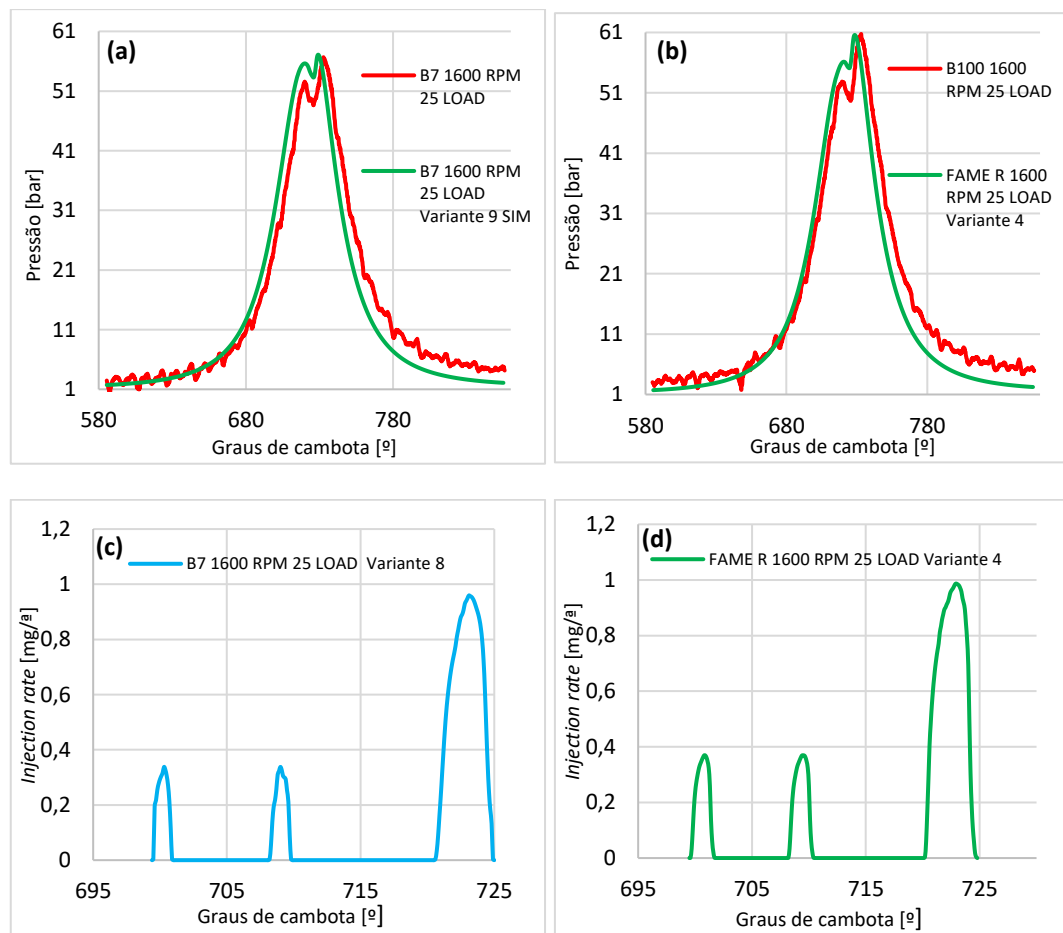 (a)
61
51
41
31
21
11
1
Pressão [bar]
B7 1600 RPM
25 LOAD
B7 1600 RPM
25 LOAD
Variante 9 SIM
580
680
780
Graus de cambota [º]
(b)
61
51
41
31
21
11
1
Pressão [bar]
B100 1600
RPM 25 LOAD
FAME R 1600
RPM 25 LOAD
Variante 4
580
680
780
Graus de cambota [º]
(c)
1,2
1
0,8
0,6
0,4
0,2
0
Injection rate [mg/ª]
B7 1600 RPM 25 LOAD Variante 8
695
705
715
725
Graus de cambota [º]
(d)
1,2
1
0,8
0,6
0,4
0,2
0
Injection rate [mg/ª]
FAME R 1600 RPM 25 LOAD Variante 4
695
705
715
725
Graus de cambota [º]